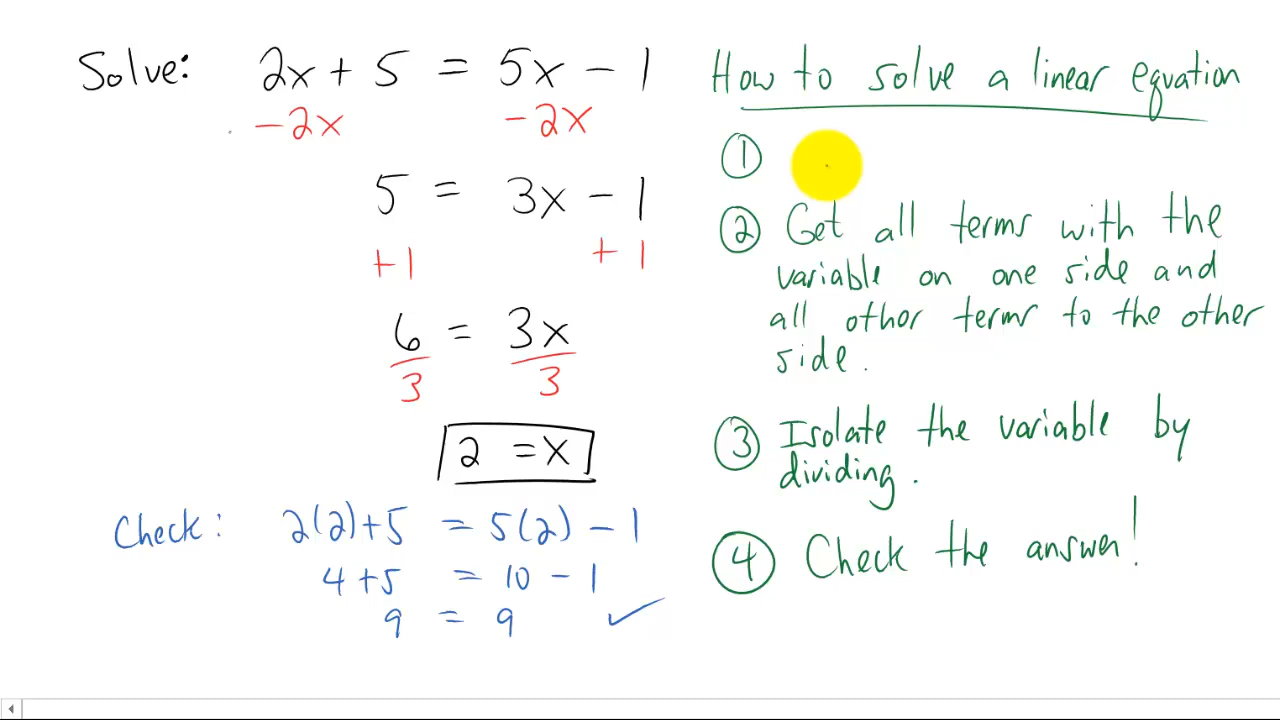 Solve: 2x + 5 = 5x - 1
-2x -2x
5 = 3x - 1
+1 +1
6 = 3x
3 3
2 = x
Check: 2(2)+5 = 5(2) - 1
4 + 5 = 10 - 1
9 = 9 ✓
How to solve a linear equation
①
② Get all terms with the
variable on one side and
all other terms to the other
side.
③ Isolate the variable by
dividing.
④ Check the answer!